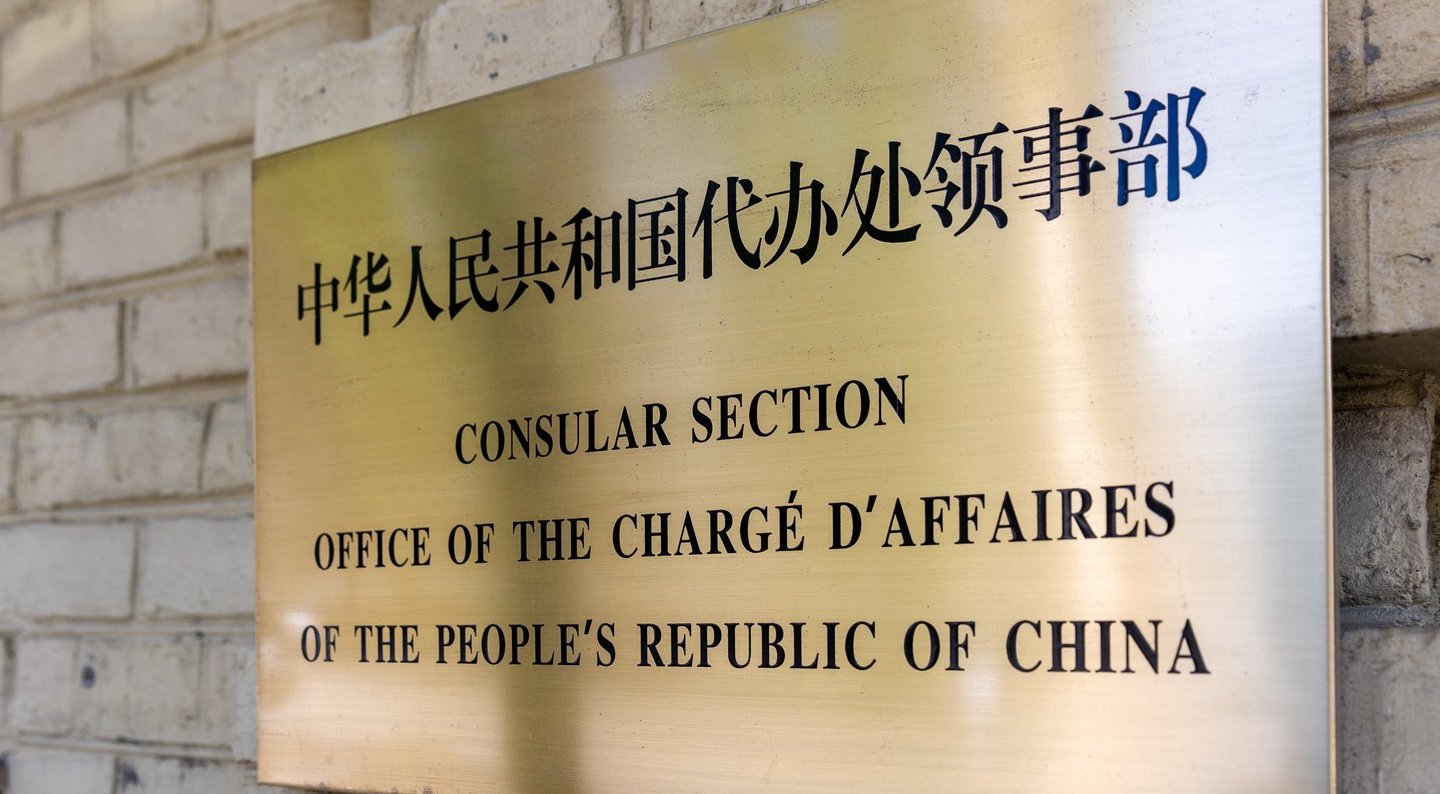 中华人民共和国代办处领事部
CONSULAR SECTION
OFFICE OF THE CHARGÉ D'AFFAIRES
OF THE PEOPLE'S REPUBLIC OF CHINA